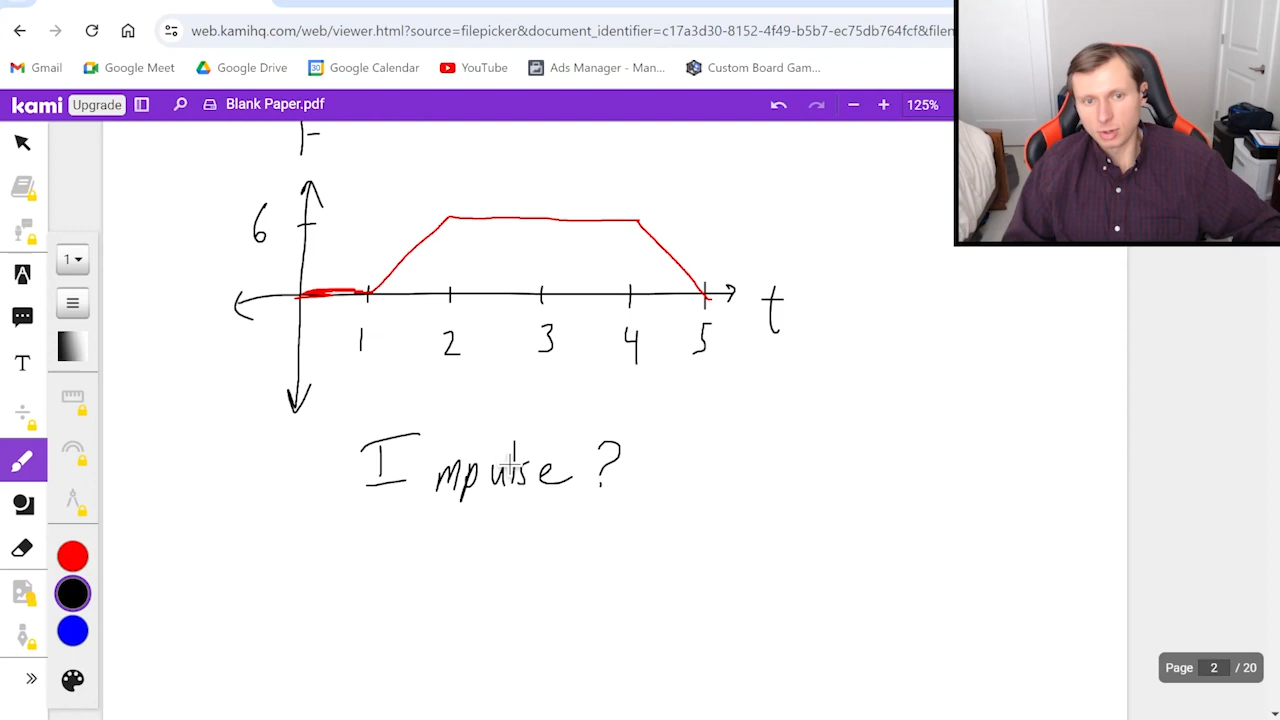 web.kamihq.com/web/viewer.html?source=filepicker&document_identifier=c17a3d30-8152-4f49-b5b7-ec75db764fcf&filen
Gmail Google Meet Google Drive 30 Google Calendar YouTube Ads Manager - Man... Custom Board Gam...
kami Upgrade Blank Paper.pdf 125%
F
6
1
T
t
1 2 3 4 5
Impulse?
Page 2 / 20